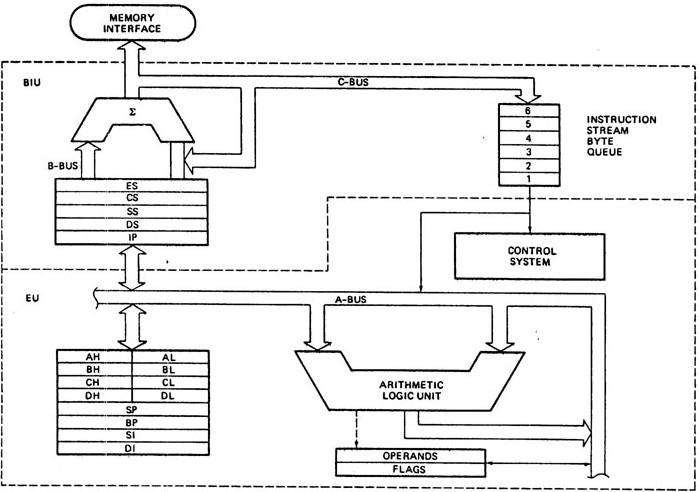 MEMORY
INTERFACE
BIU
C-BUS
Σ
B-BUS
6
5
4
3
2
1
INSTRUCTION
STREAM
BYTE
QUEUE
ES
CS
SS
DS
IP
CONTROL
SYSTEM
EU
A-BUS
AH AL
BH BL
CH CL
DH DL
SP
BP
SI
DI
ARITHMETIC
LOGIC UNIT
OPERANDS
FLAGS